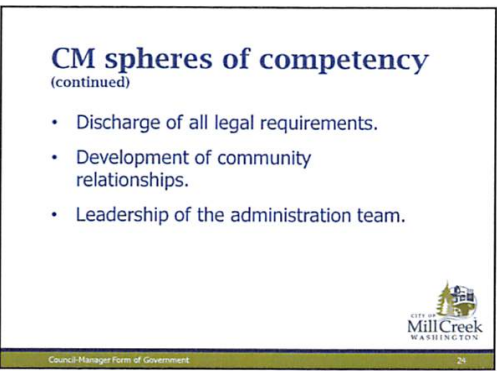 CM spheres of competency
(continued)
• Discharge of all legal requirements.
• Development of community
relationships.
• Leadership of the administration team.
CITY OF
Mill Creek
WASHINGTON
Council-Manager Form of Government
24